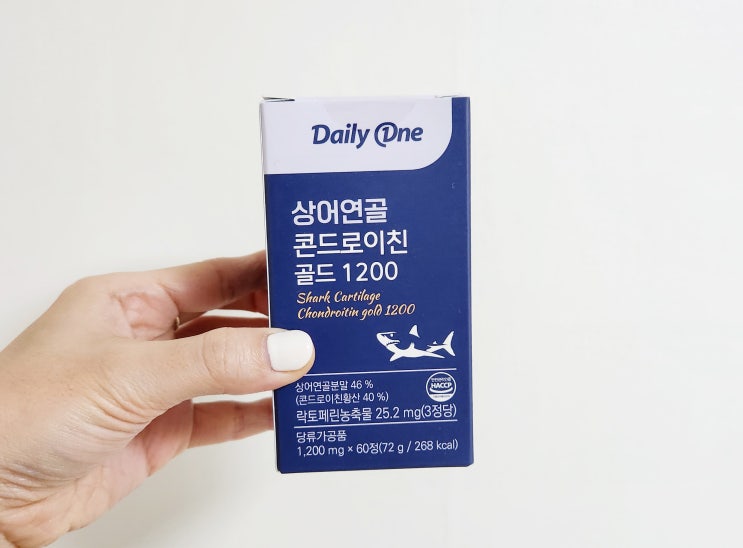 Daily One
상어연골
콘드로이친
골드 1200
Shark Cartilage
Chondroitin gold 1200
상어연골분말 46 %
(콘드로이친황산 40 %)
HACCP
락토페린농축물 25.2 mg(3정당)
당류가공품
1,200 mg × 60정(72 g / 268 kcal)